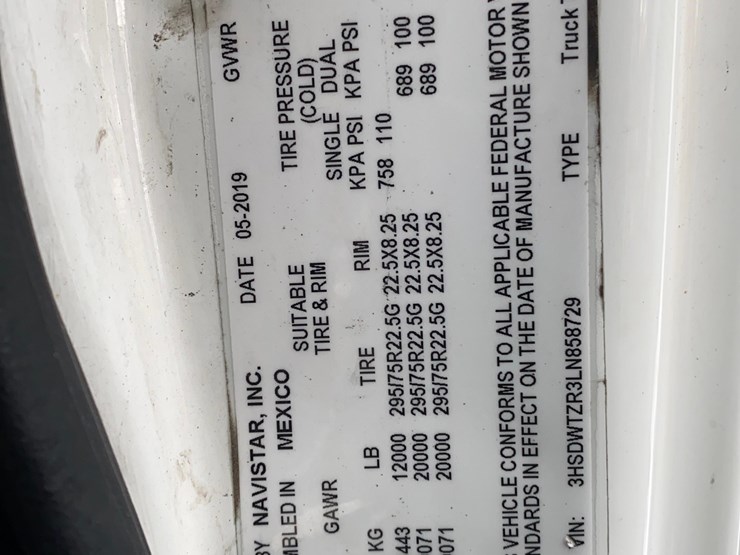 BY NAVISTAR, INC. DATE 05-2019 GVWR
MBLED IN MEXICO
SUITABLE TIRE PRESSURE
GAWR TIRE & RIM (COLD)
SINGLE DUAL
KG LB TIRE RIM KPA PSI KPA PSI
443 12000 295/75R22.5G 22.5X8.25 758 110
071 20000 295/75R22.5G 22.5X8.25 689 100
071 20000 295/75R22.5G 22.5X8.25 689 100
VEHICLE CONFORMS TO ALL APPLICABLE FEDERAL MOTOR
NDARDS IN EFFECT ON THE DATE OF MANUFACTURE SHOWN
VIN: 3HSDWTZR3LN858729 TYPE Truck